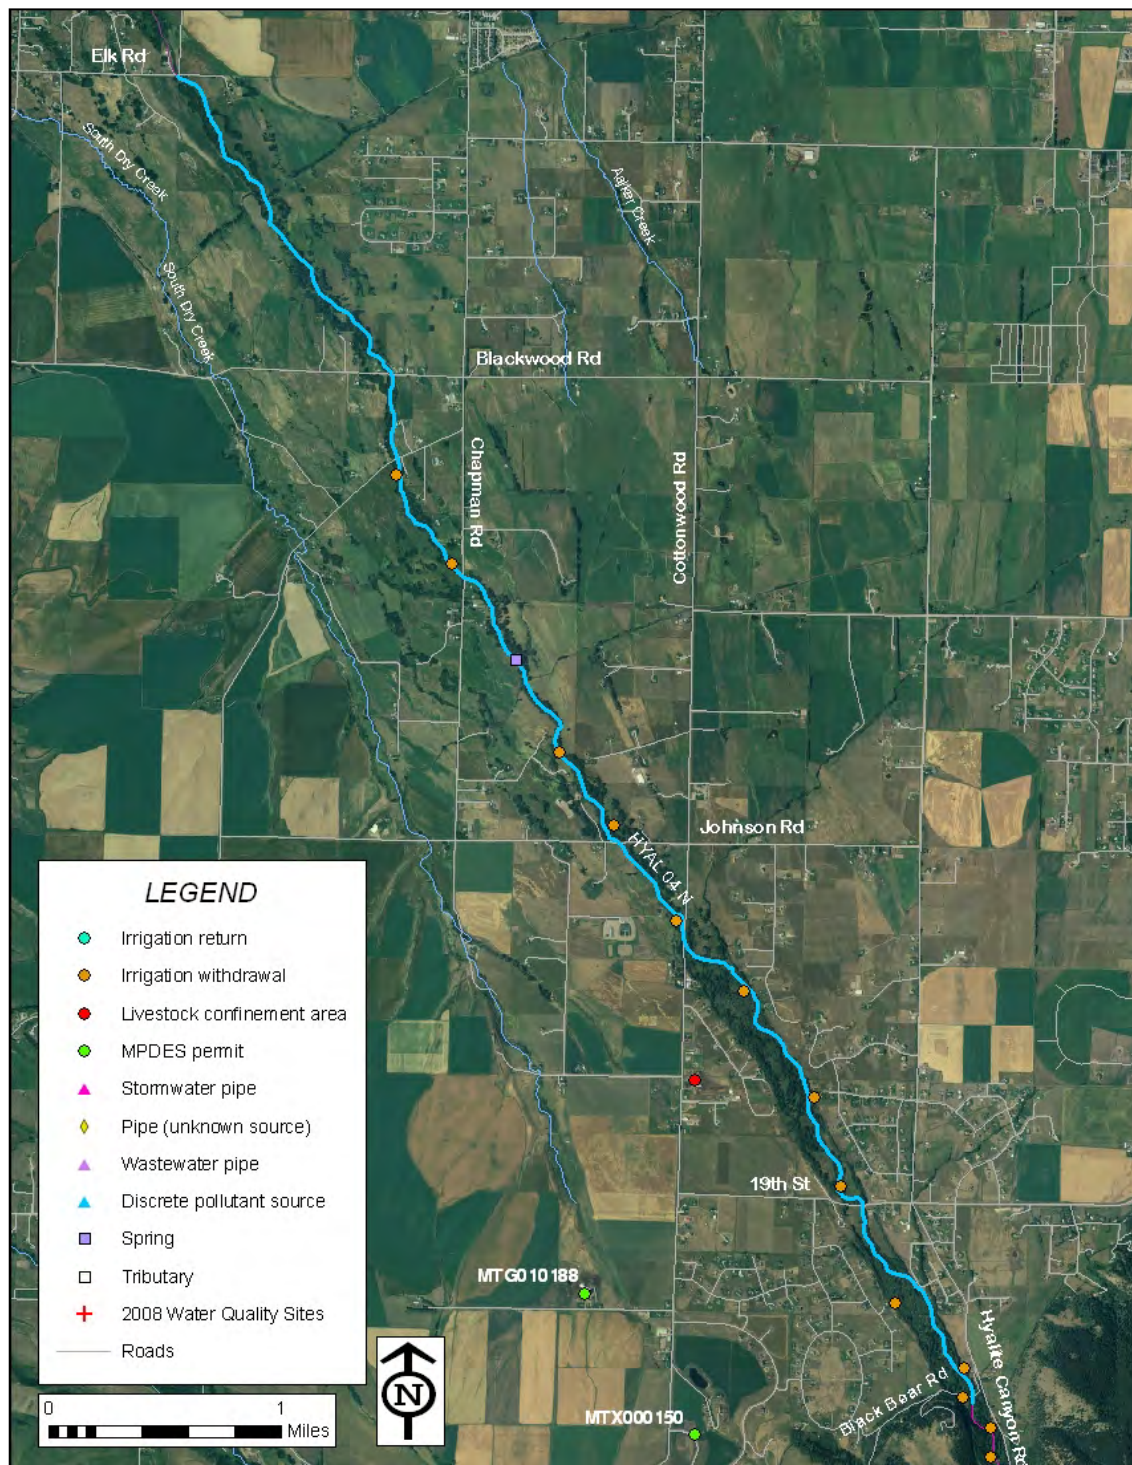 Elk Rd
South Dry Creek
Aajker Creek
South Dry Creek
Blackwood Rd
Chapman Rd
Cottonwood Rd
Johnson Rd
HYAL 04 N
LEGEND
Irrigation return
Irrigation withdrawal
Livestock confinement area
MPDES permit
Stormwater pipe
Pipe (unknown source)
Wastewater pipe
Discrete pollutant source
Spring
Tributary
2008 Water Quality Sites
Roads
19th St
MTG010188
Hyalite Canyon Rd
Black Bear Rd
MTX000150
N
0 1
Miles